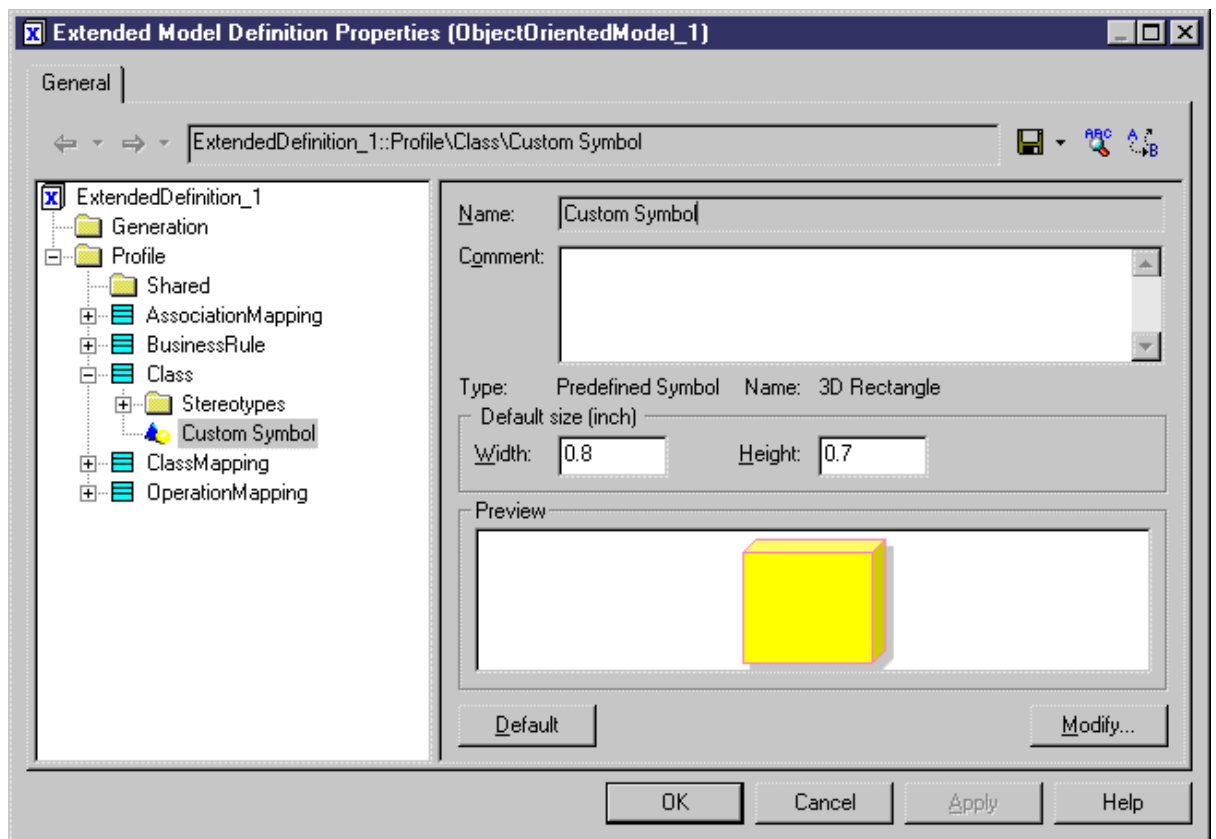 Extended Model Definition Properties (ObjectOrientedModel_1)
General
ExtendedDefinition_1::Profile\Class\Custom Symbol
ABC
A
B
ExtendedDefinition_1
Generation
Profile
Shared
AssociationMapping
BusinessRule
Class
Stereotypes
Custom Symbol
ClassMapping
OperationMapping
Name: Custom Symbol
Comment:
Type: Predefined Symbol Name: 3D Rectangle
Default size (inch)
Width: 0.8 Height: 0.7
Preview
Default Modify...
OK Cancel Apply Help